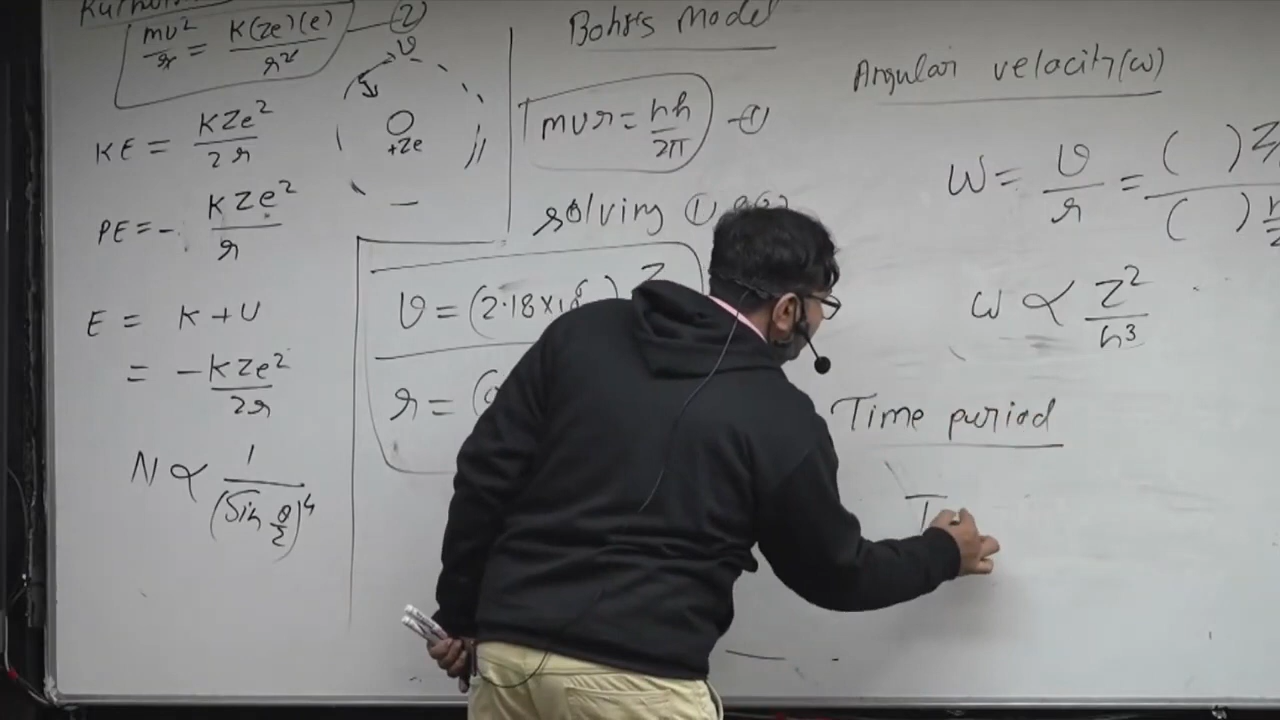 mv²/r = K(Ze)(e)/r² — ②
v
+Ze
KE = KZe²/2r
PE = - KZe²/r
E = K+U
= -KZe²/2r
N ∝ 1/(Sin θ/2)⁴
Bohr's Model
mvr = nh/2π — ①
solving ①
v = (2.18×10⁶) Z
r = (
Angular velocity (ω)
ω = v/r = ( ) Z/( ) n
ω ∝ Z²/n³
Time period
T